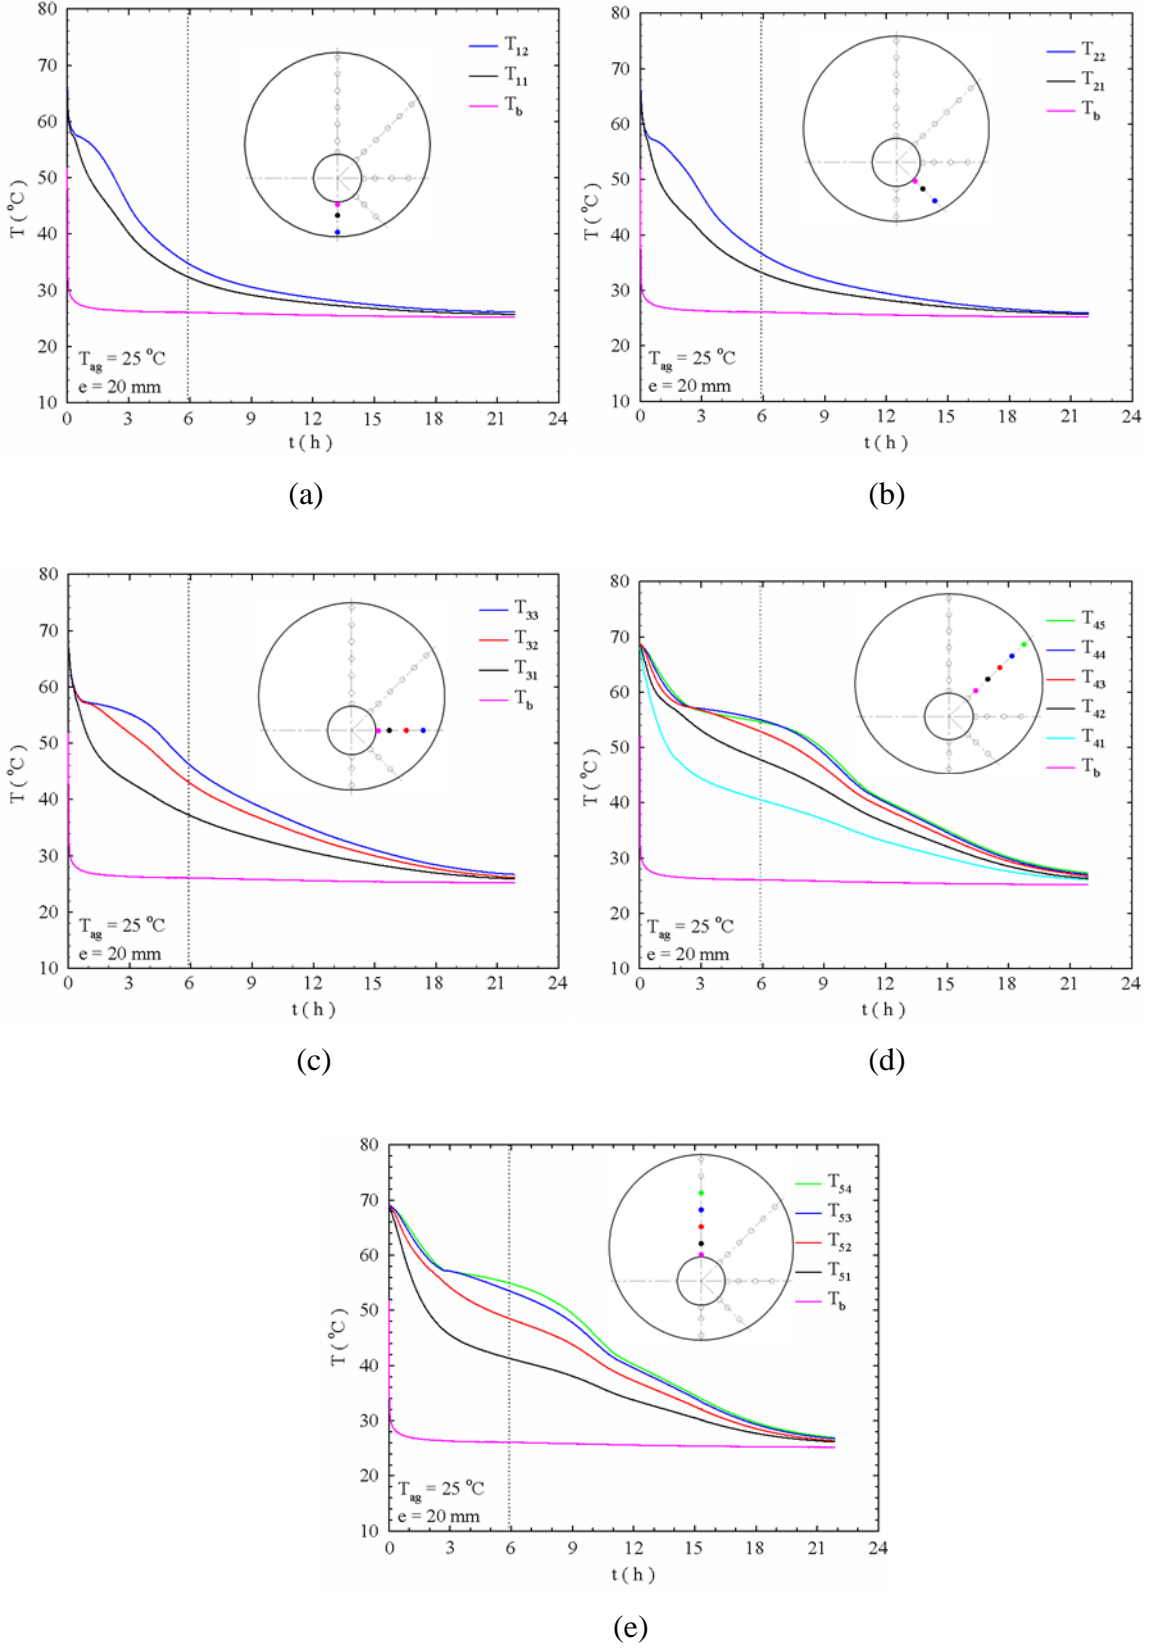 80
70
60
50
40
30
20
10
T ( °C)
T12
T11
Tb
Tag = 25 °C
e = 20 mm
0 3 6 9 12 15 18 21 24
t ( h )
(a)
80
70
60
50
40
30
20
10
T ( °C)
T22
T21
Tb
Tag = 25 °C
e = 20 mm
0 3 6 9 12 15 18 21 24
t ( h )
(b)
80
70
60
50
40
30
20
10
T ( °C)
T33
T32
T31
Tb
Tag = 25 °C
e = 20 mm
0 3 6 9 12 15 18 21 24
t ( h )
(c)
80
70
60
50
40
30
20
10
T ( °C)
T45
T44
T43
T42
T41
Tb
Tag = 25 °C
e = 20 mm
0 3 6 9 12 15 18 21 24
t ( h )
(d)
80
70
60
50
40
30
20
10
T ( °C)
T54
T53
T52
T51
Tb
Tag = 25 °C
e = 20 mm
0 3 6 9 12 15 18 21 24
t ( h )
(e)